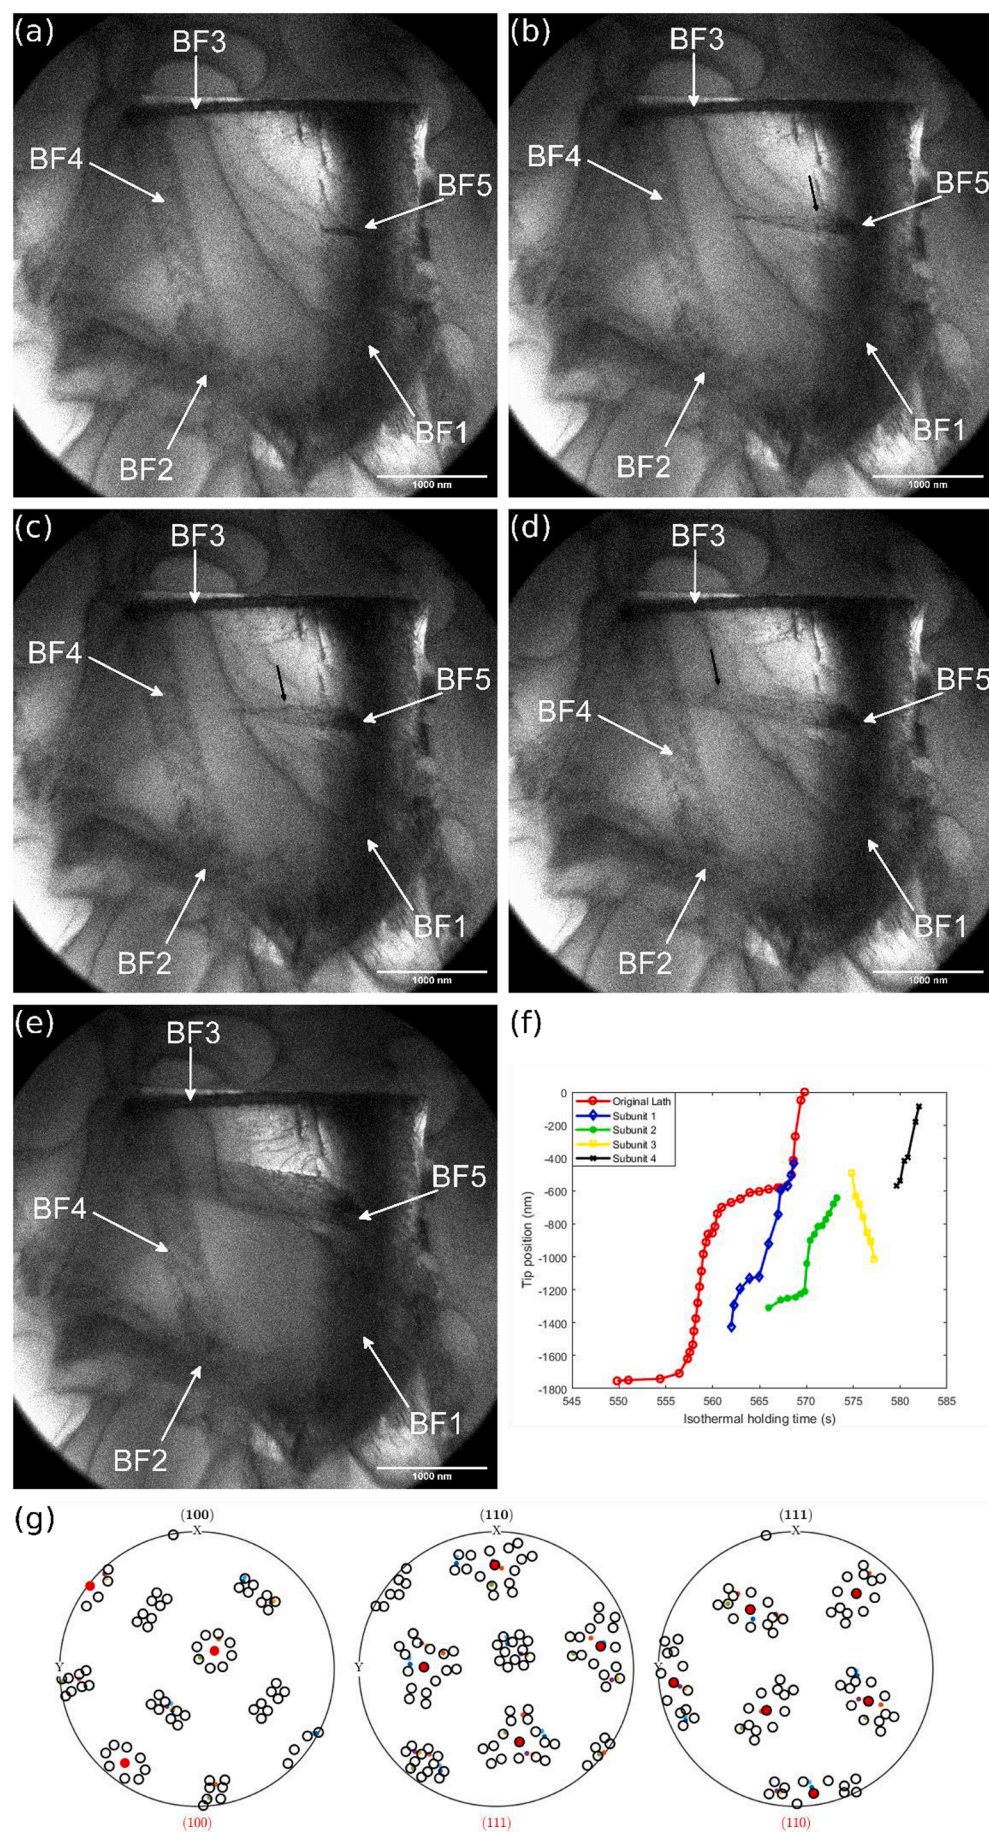 (a)
BF3
BF4
BF5
BF1
BF2
1000 nm
(b)
BF3
BF4
BF5
BF1
BF2
1000 nm
(c)
BF3
BF4
BF5
BF1
BF2
1000 nm
(d)
BF3
BF5
BF4
BF1
BF2
1000 nm
(e)
BF3
BF5
BF4
BF1
BF2
1000 nm
(f)
Original Lath
Subunit 1
Subunit 2
Subunit 3
Subunit 4
0
-200
-400
-600
-800
-1000
-1200
-1400
-1600
-1800
Tip position (nm)
545 550 555 560 565 570 575 580 585
Isothermal holding time (s)
(g)
(100) (110) (111)
X X X
Y Y Y
(100) (111) (110)